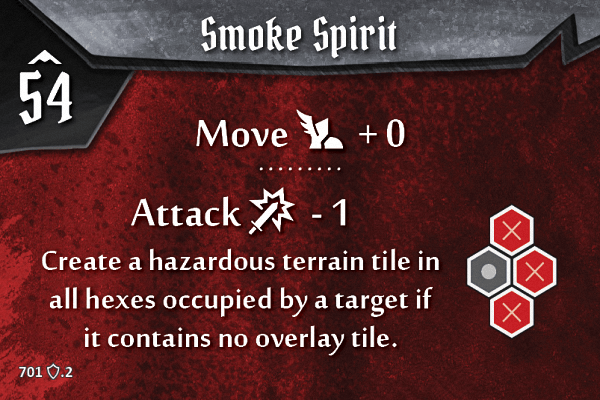 Smoke Spirit
54
Move + 0
Attack - 1
Create a hazardous terrain tile in
all hexes occupied by a target if
it contains no overlay tile.
701 .2